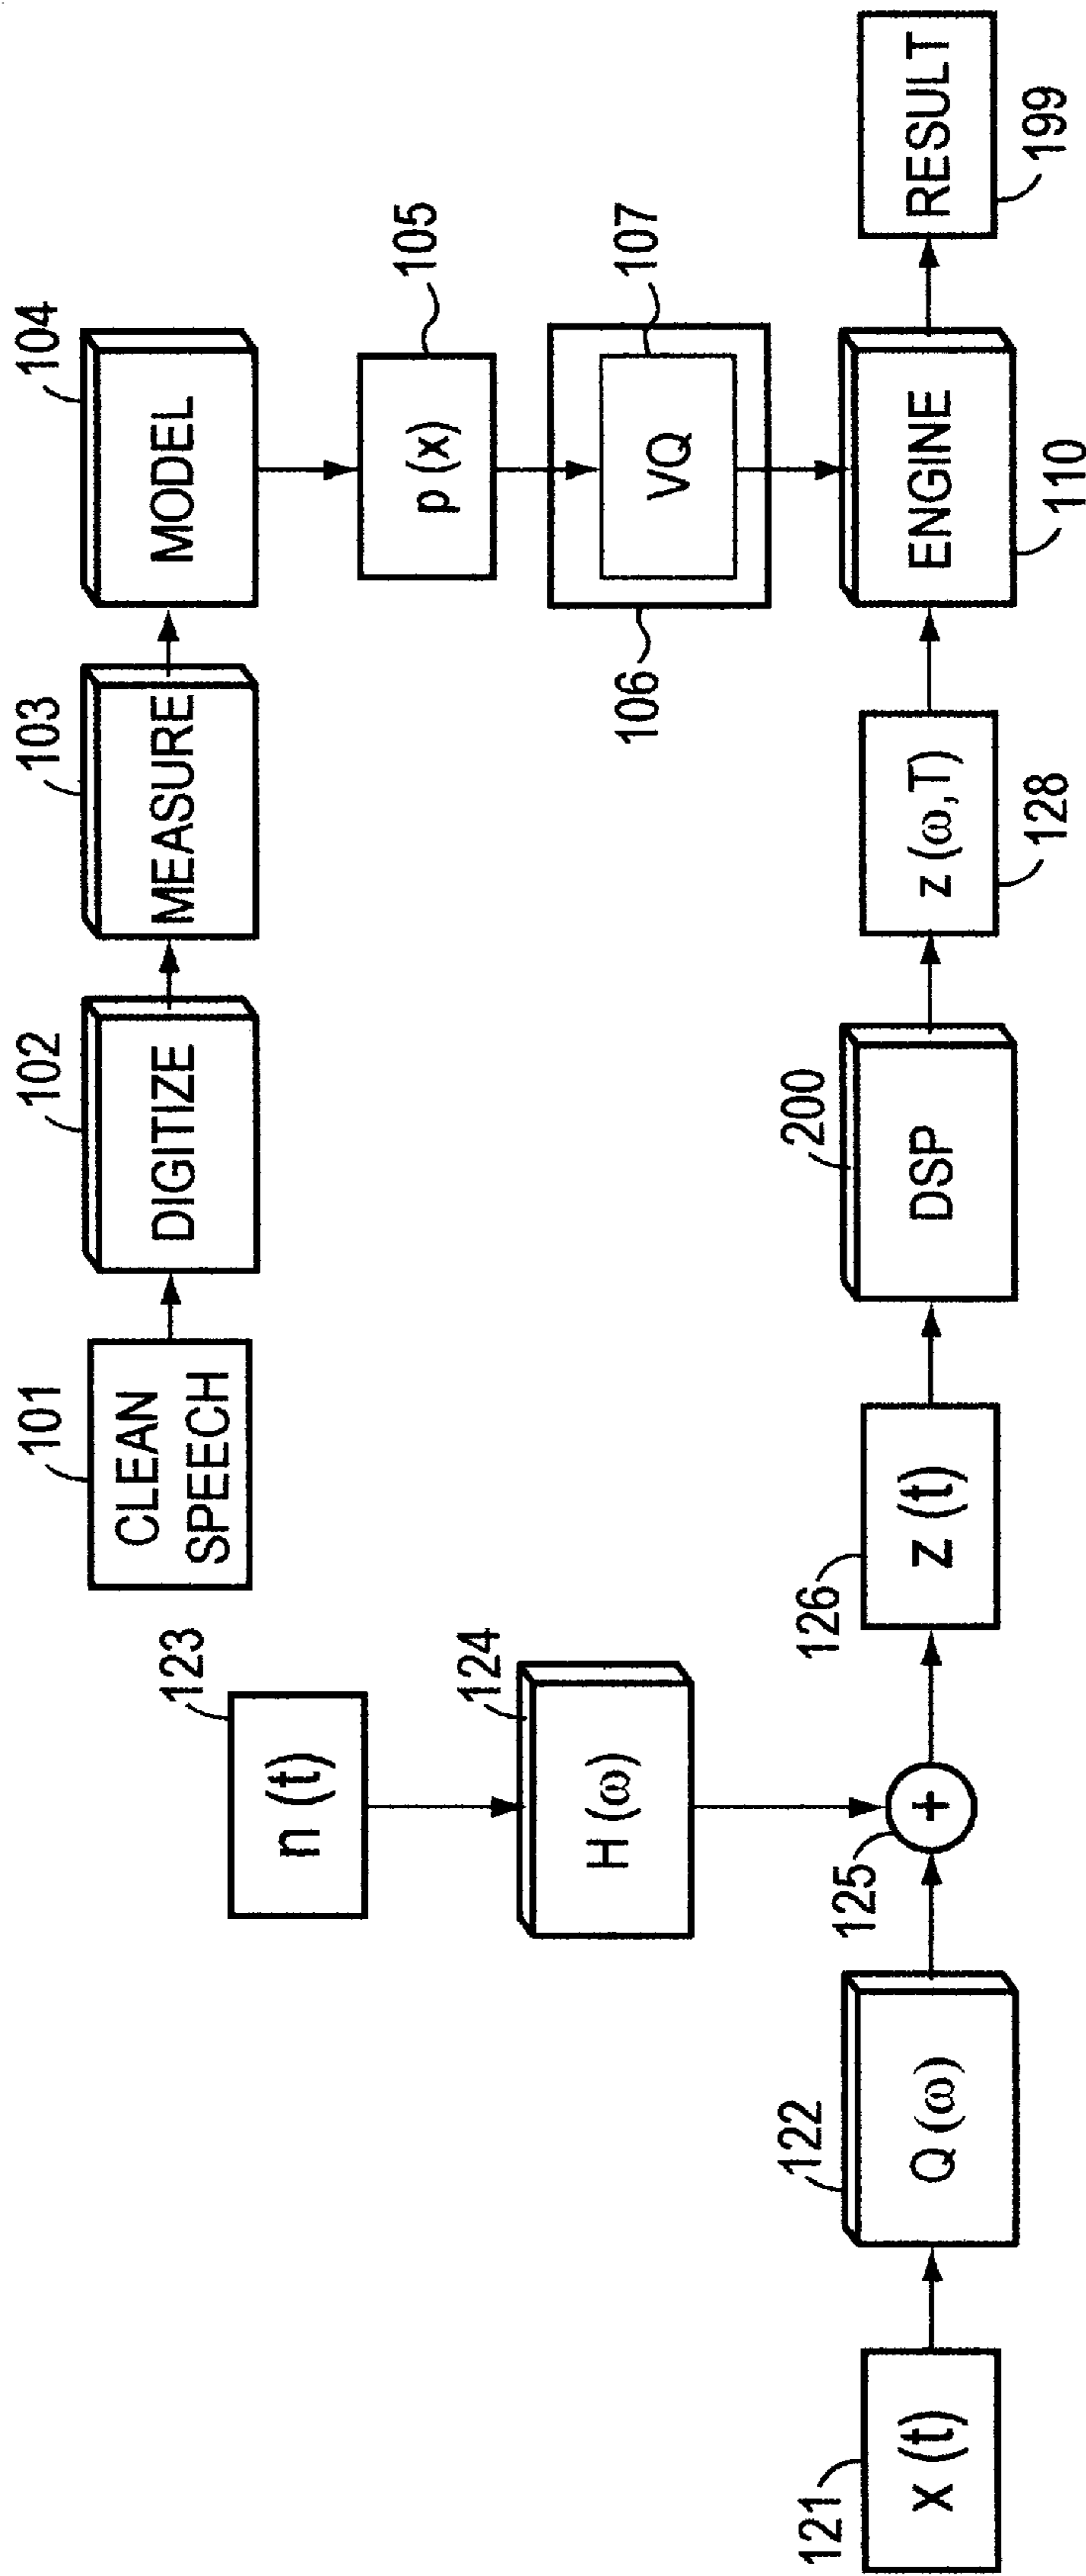 101
CLEAN
SPEECH
102
DIGITIZE
103
MEASURE
104
MODEL
105
p (x)
106
107
VQ
123
n (t)
124
H (ω)
121
x (t)
122
Q (ω)
125
+
126
z (t)
200
DSP
z (ω,T)
128
ENGINE
110
RESULT
199